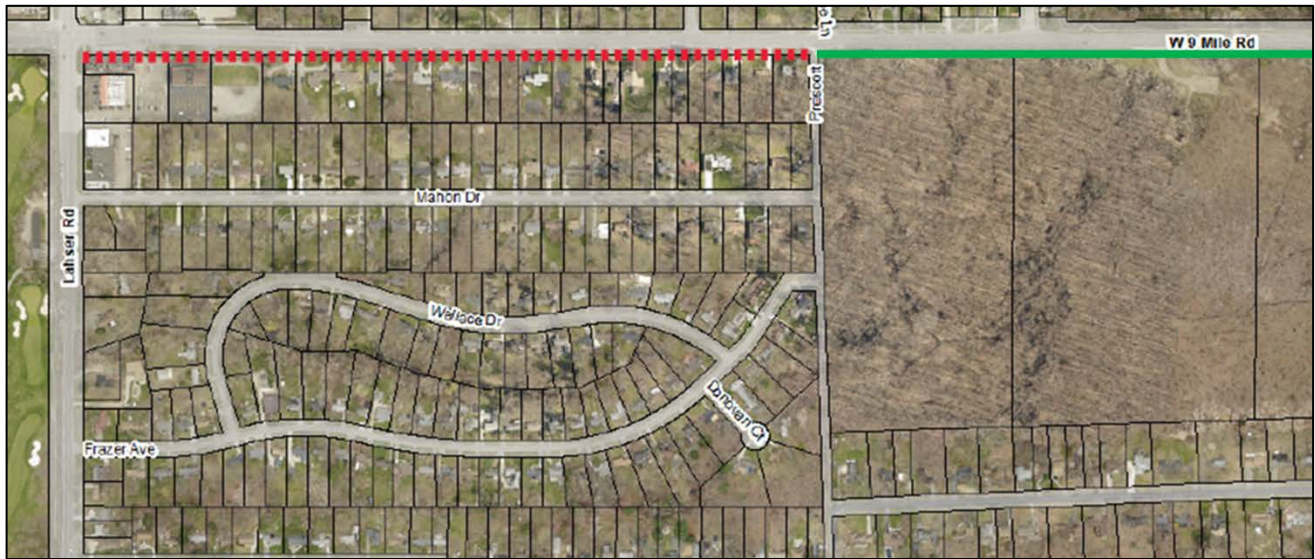 W 9 Mile Rd
Prescott
Mahon Dr
Lahser Rd
Wallace Dr
Donovan Ct
Frazer Ave